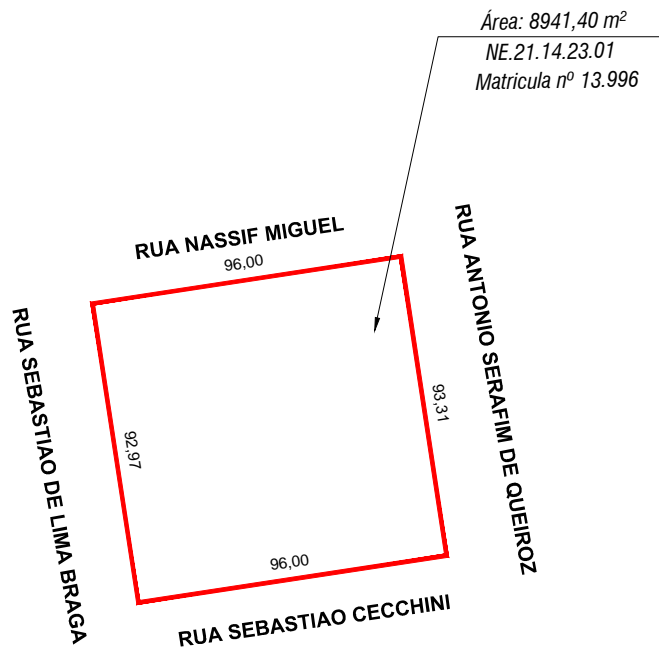 Área: 8941,40 m²
NE.21.14.23.01
Matricula nº 13.996
RUA NASSIF MIGUEL
96,00
RUA ANTONIO SERAFIM DE QUEIROZ
93,31
RUA SEBASTIAO DE LIMA BRAGA
92,97
96,00
RUA SEBASTIAO CECCHINI